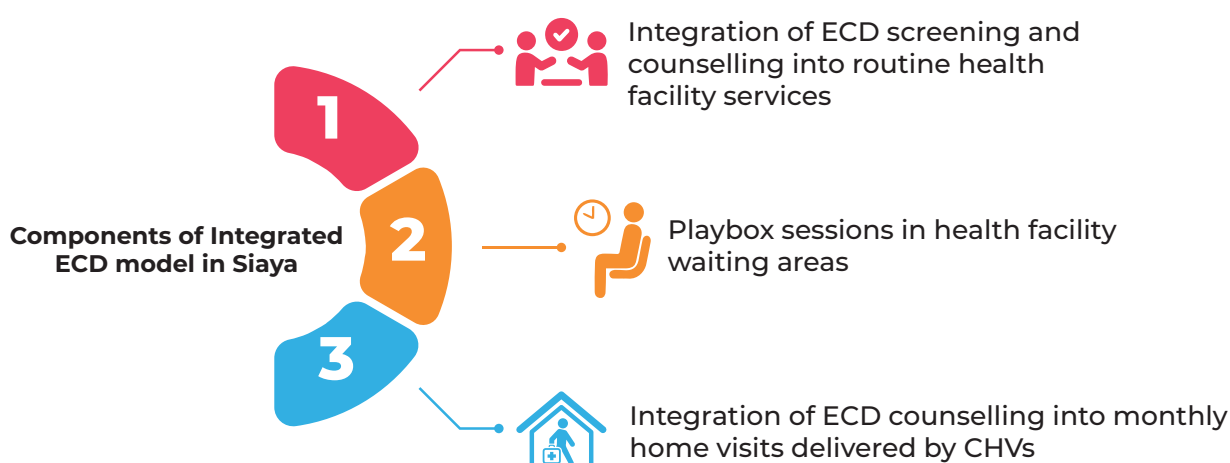 Components of Integrated
ECD model in Siaya
1
Integration of ECD screening and
counselling into routine health
facility services
2
Playbox sessions in health facility
waiting areas
3
Integration of ECD counselling into monthly
home visits delivered by CHVs